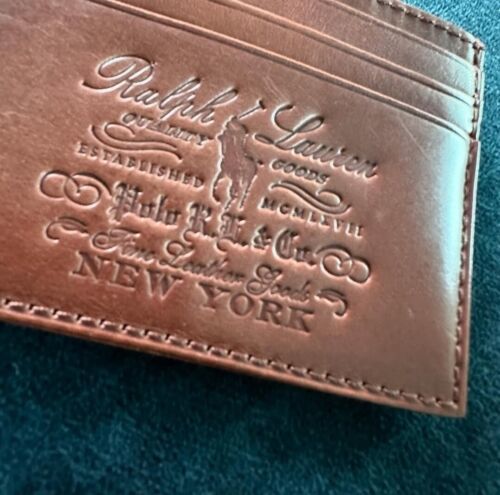 Ralph Lauren
QUALITY GOODS
ESTABLISHED MCMLXVII
Polo R.L. & Co.
Fine Leather Goods
NEW YORK